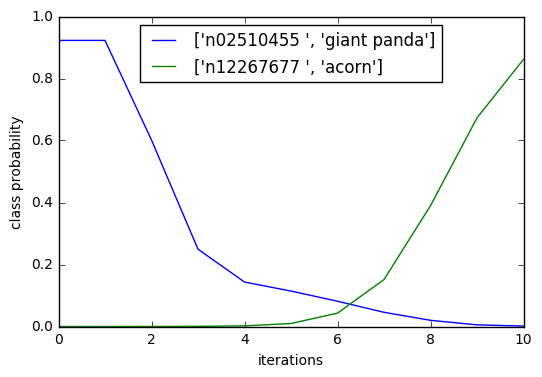 ['n02510455 ', 'giant panda']
['n12267677 ', 'acorn']
1.0
0.8
0.6
0.4
0.2
0.0
class probability
0 2 4 6 8 10
iterations